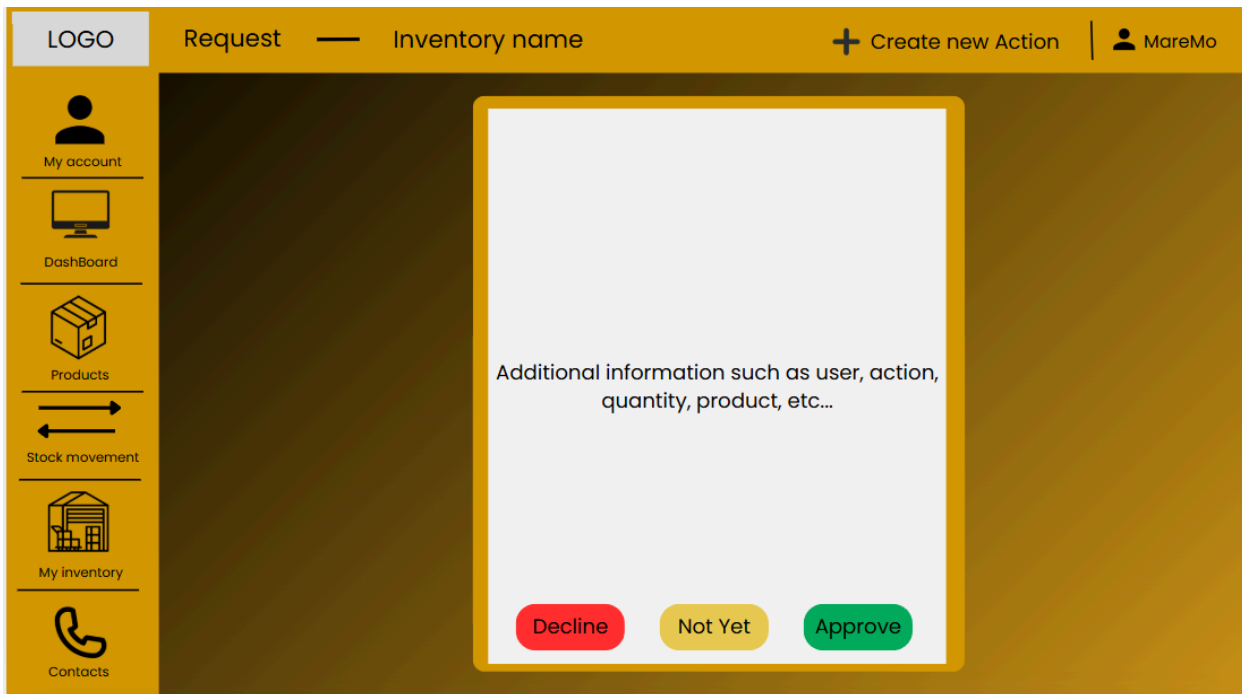 LOGO
Request — Inventory name
Create new Action
MareMo
My account
DashBoard
Products
Stock movement
My inventory
Contacts
Additional information such as user, action,
quantity, product, etc...
Decline
Not Yet
Approve